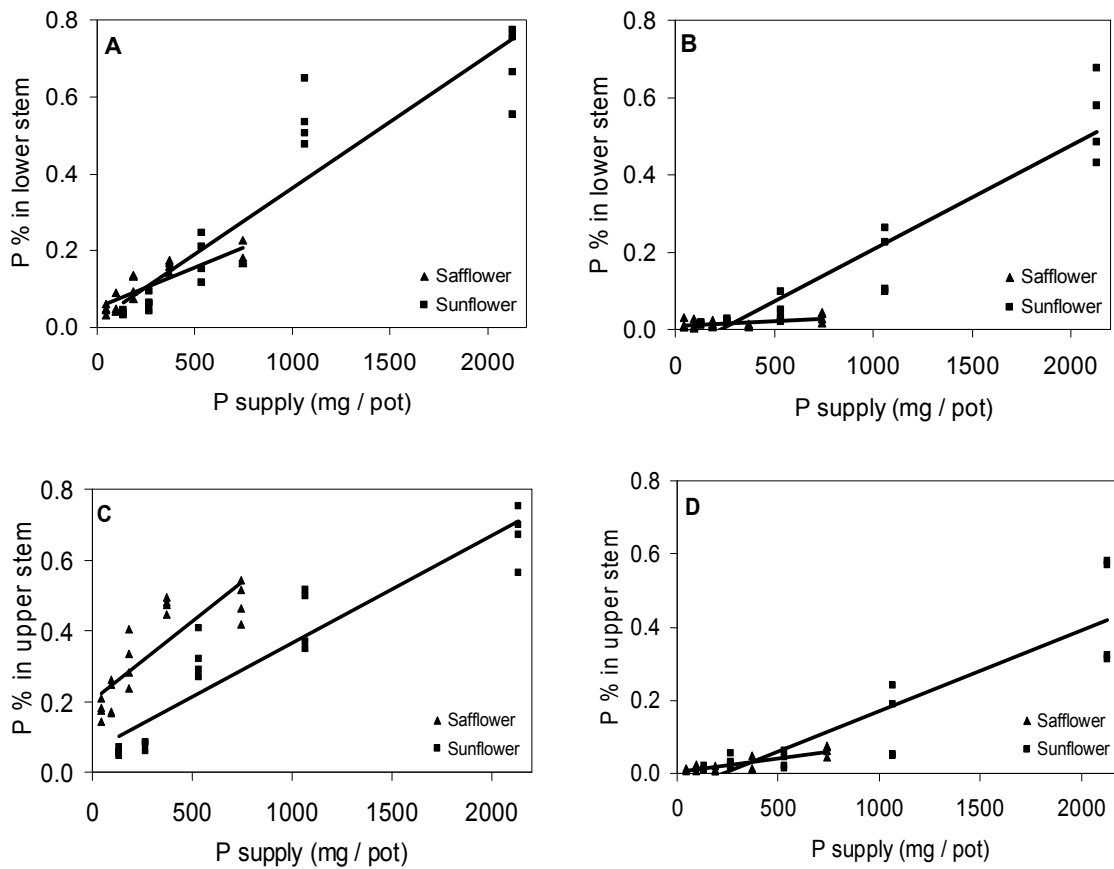 A
P % in lower stem
0.8
0.6
0.4
0.2
0.0
0 500 1000 1500 2000
P supply (mg / pot)
Safflower
Sunflower
B
P % in lower stem
0.8
0.6
0.4
0.2
0.0
0 500 1000 1500 2000
P supply (mg / pot)
Safflower
Sunflower
C
P % in upper stem
0.8
0.6
0.4
0.2
0.0
0 500 1000 1500 2000
P supply (mg / pot)
Safflower
Sunflower
D
P % in upper stem
0.8
0.6
0.4
0.2
0.0
0 500 1000 1500 2000
P supply (mg / pot)
Safflower
Sunflower